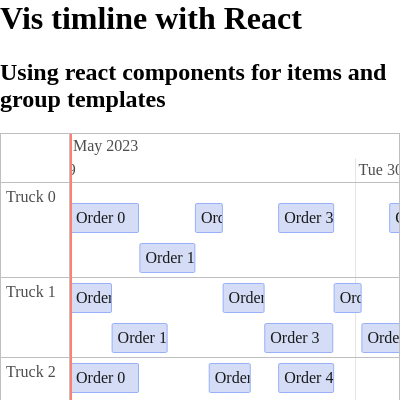 Vis timline with React
Using react components for items and
group templates
May 2023
9 Tue 30
Truck 0
Order 0 Ord Order 3
Order 1
Truck 1
Order Order Ord
Order 1 Order 3 Orde
Truck 2
Order 0 Order Order 4